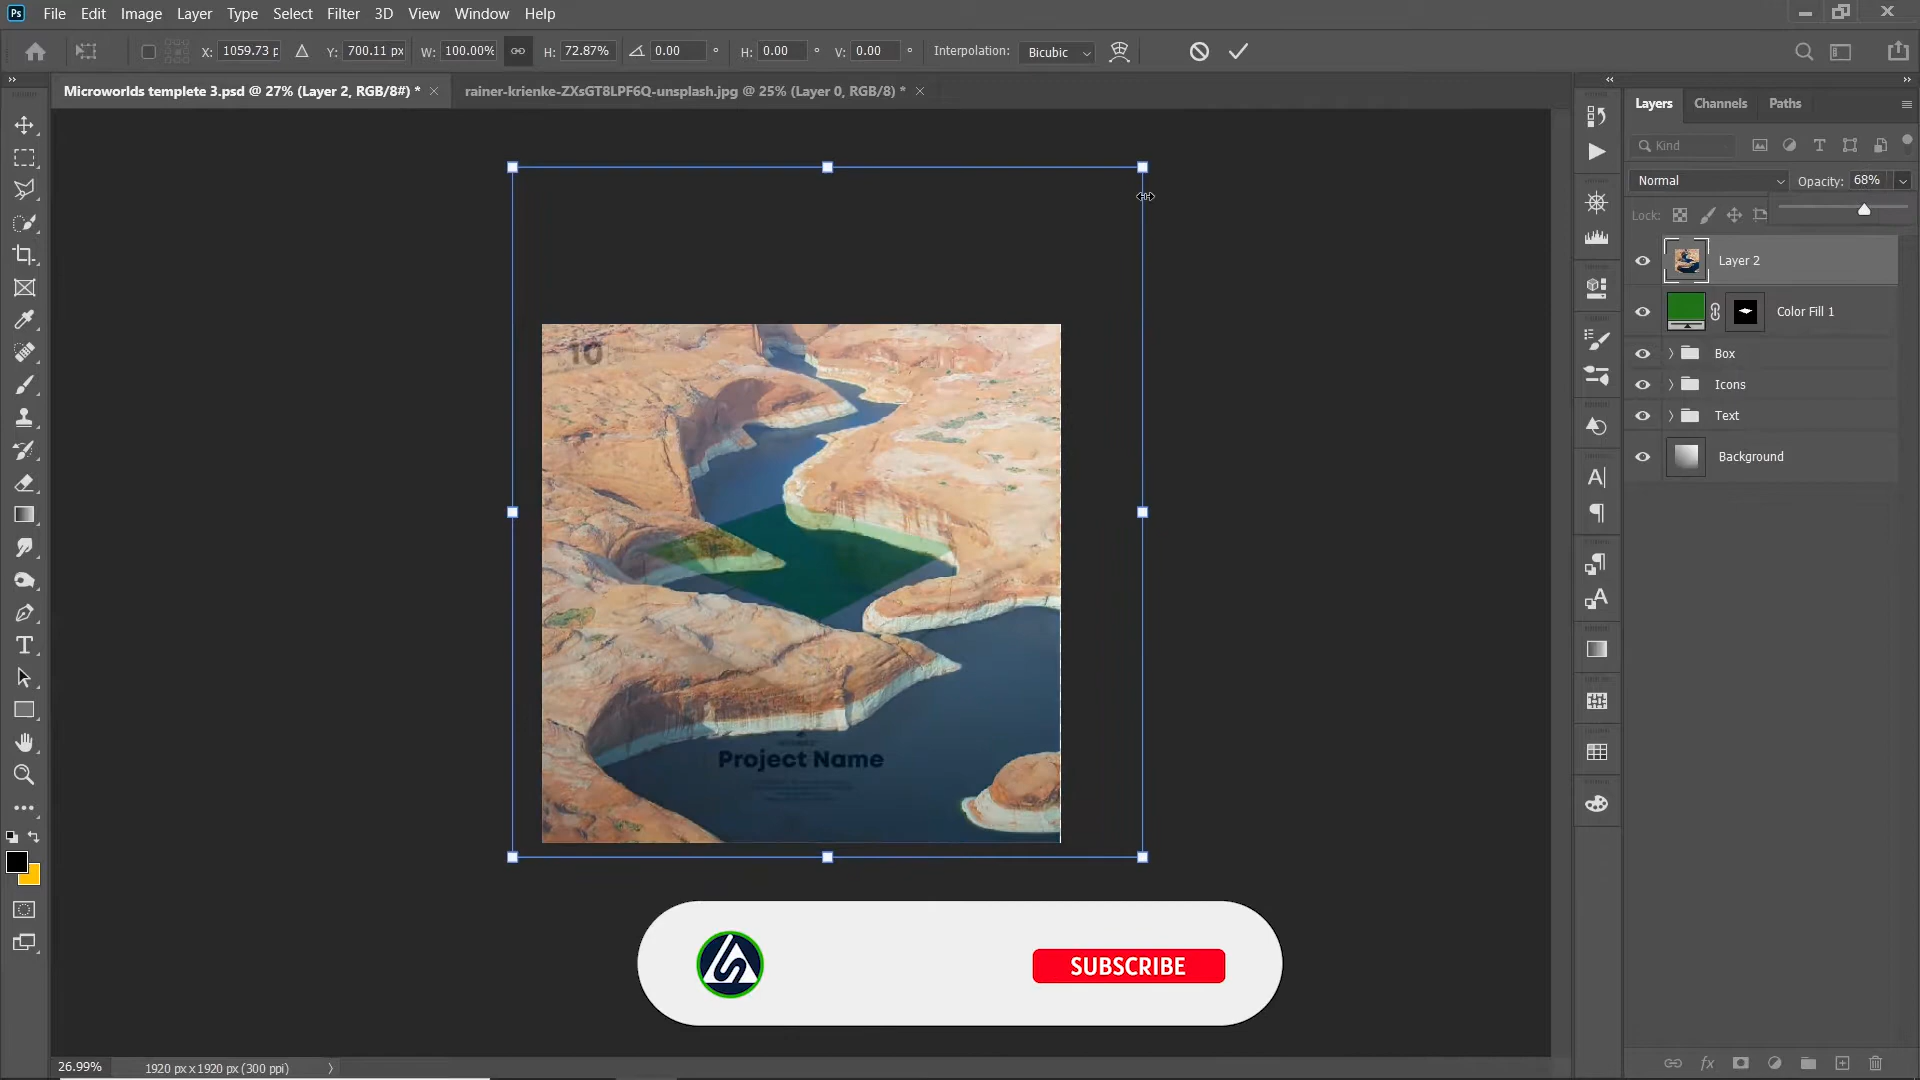 Ps File Edit Image Layer Type Select Filter 3D View Window Help
X: 1059.73 p Y: 700.11 px W: 100.00% H: 72.87% 0.00 ° H: 0.00 ° V: 0.00 ° Interpolation: Bicubic
Microworlds templete 3.psd @ 27% (Layer 2, RGB/8#) *
rainer-krienke-ZXsGT8LPF6Q-unsplash.jpg @ 25% (Layer 0, RGB/8) *
Layers Channels Paths
Kind
Normal Opacity: 68%
Lock:
Layer 2
Color Fill 1
Box
Icons
Text
Background
10
Project Name
SUBSCRIBE
26.99% 1920 px x 1920 px (300 ppi)